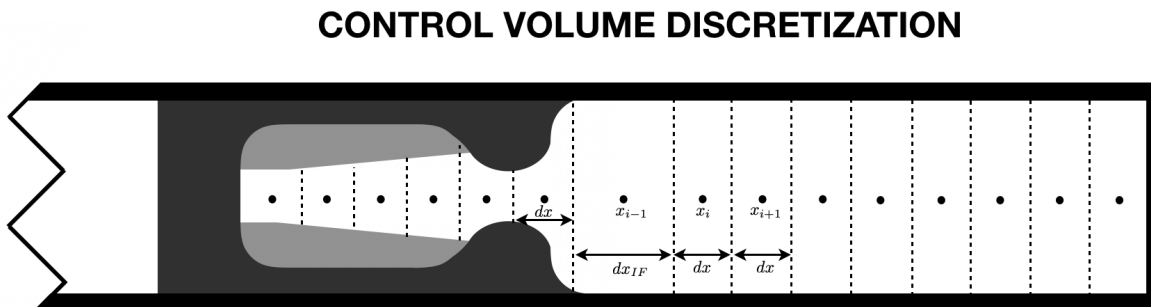 CONTROL VOLUME DISCRETIZATION
dx
x_{i-1} x_i x_{i+1}
dx_{IF} dx dx